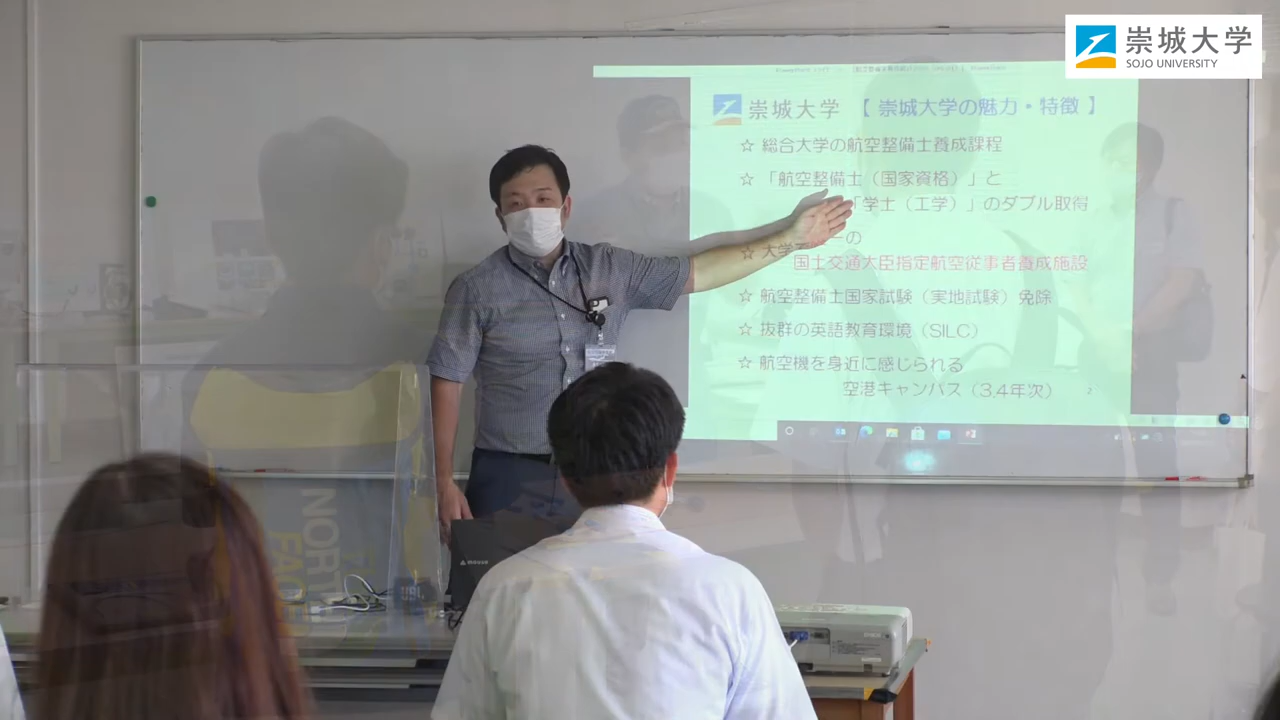 崇城大学
SOJO UNIVERSITY
崇城大学 【 崇城大学の魅力・特徴 】
☆ 総合大学の航空整備士養成課程
☆ 「航空整備士（国家資格）」と
「学士（工学）」のダブル取得
☆ 大学 ーの
国土交通大臣指定航空従事者養成施設
☆ 航空整備士国家試験（実地試験）免除
☆ 抜群の英語教育環境（SILC）
☆ 航空機を身近に感じられる
空港キャンパス（3.4年次）
2
NORTH
FACE
mouse